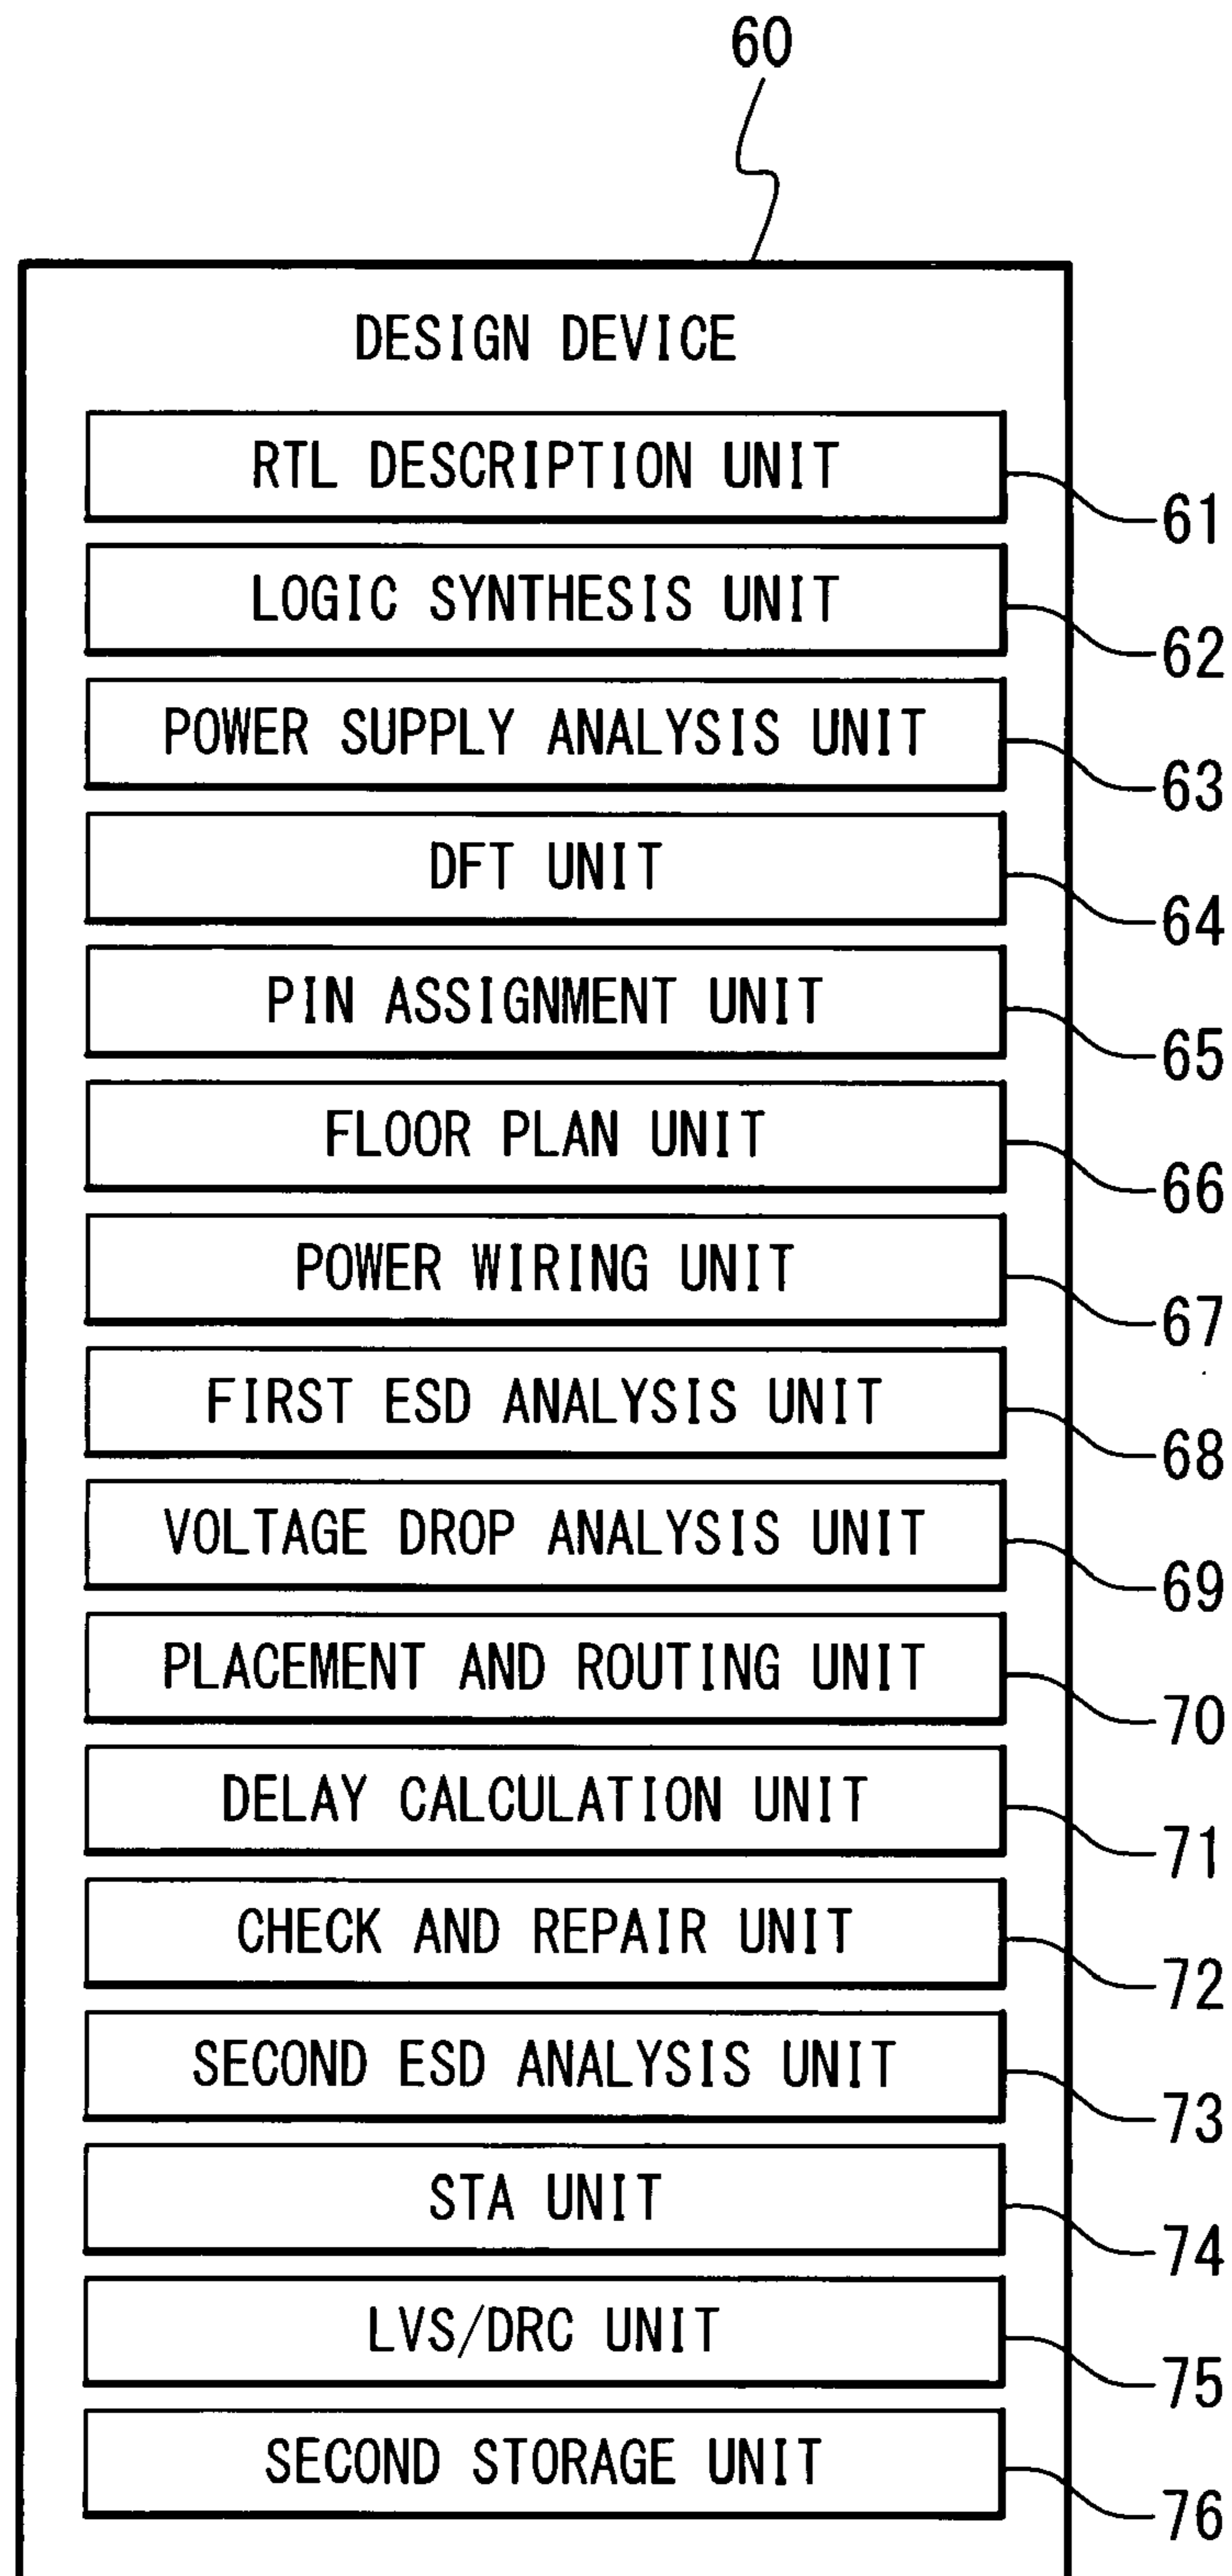 60
DESIGN DEVICE
RTL DESCRIPTION UNIT
61
LOGIC SYNTHESIS UNIT
62
POWER SUPPLY ANALYSIS UNIT
63
DFT UNIT
64
PIN ASSIGNMENT UNIT
65
FLOOR PLAN UNIT
66
POWER WIRING UNIT
67
FIRST ESD ANALYSIS UNIT
68
VOLTAGE DROP ANALYSIS UNIT
69
PLACEMENT AND ROUTING UNIT
70
DELAY CALCULATION UNIT
71
CHECK AND REPAIR UNIT
72
SECOND ESD ANALYSIS UNIT
73
STA UNIT
74
LVS/DRC UNIT
75
SECOND STORAGE UNIT
76